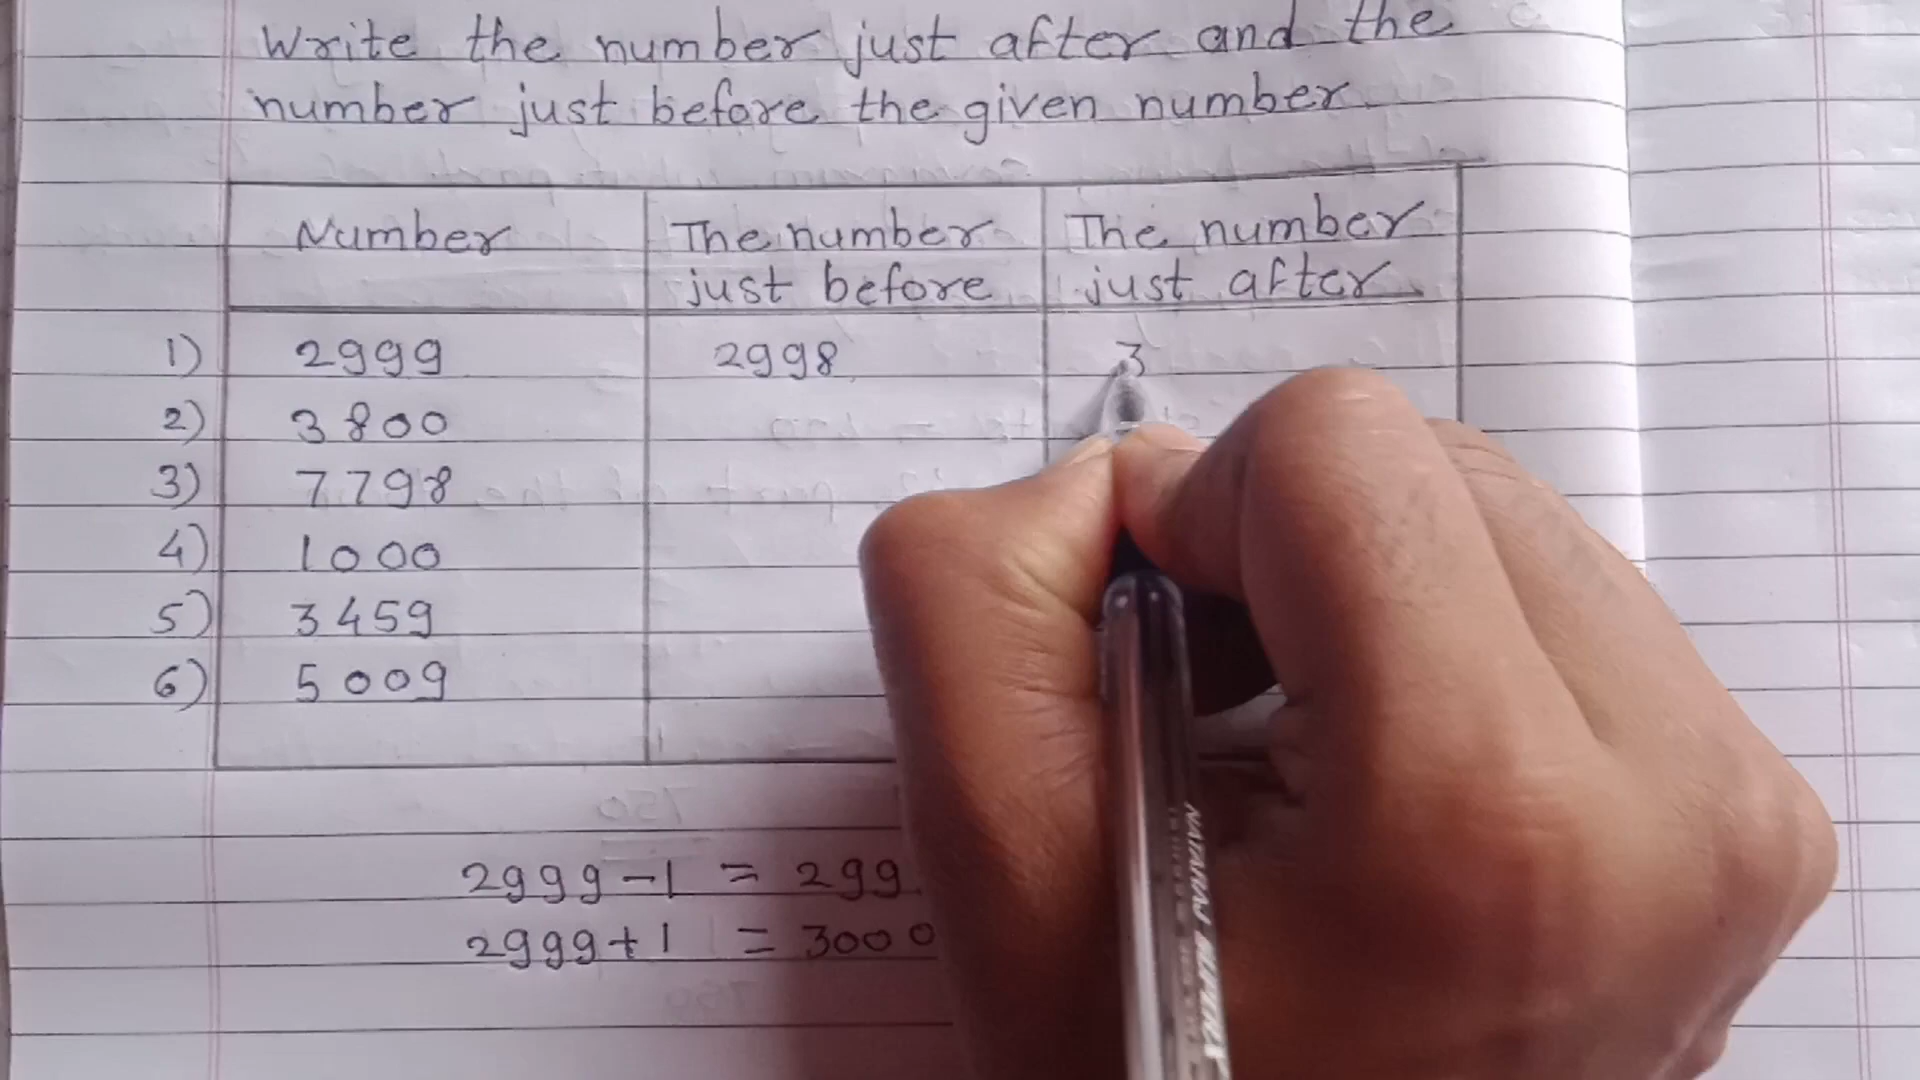 Write the number just after and the
number just before the given number.
Number The number just before The number just after
1) 2999 2998 3
2) 3800
3) 7798
4) 1000
5) 3459
6) 5009
2999-1 = 299
2999+1 = 3000
NATARAJ